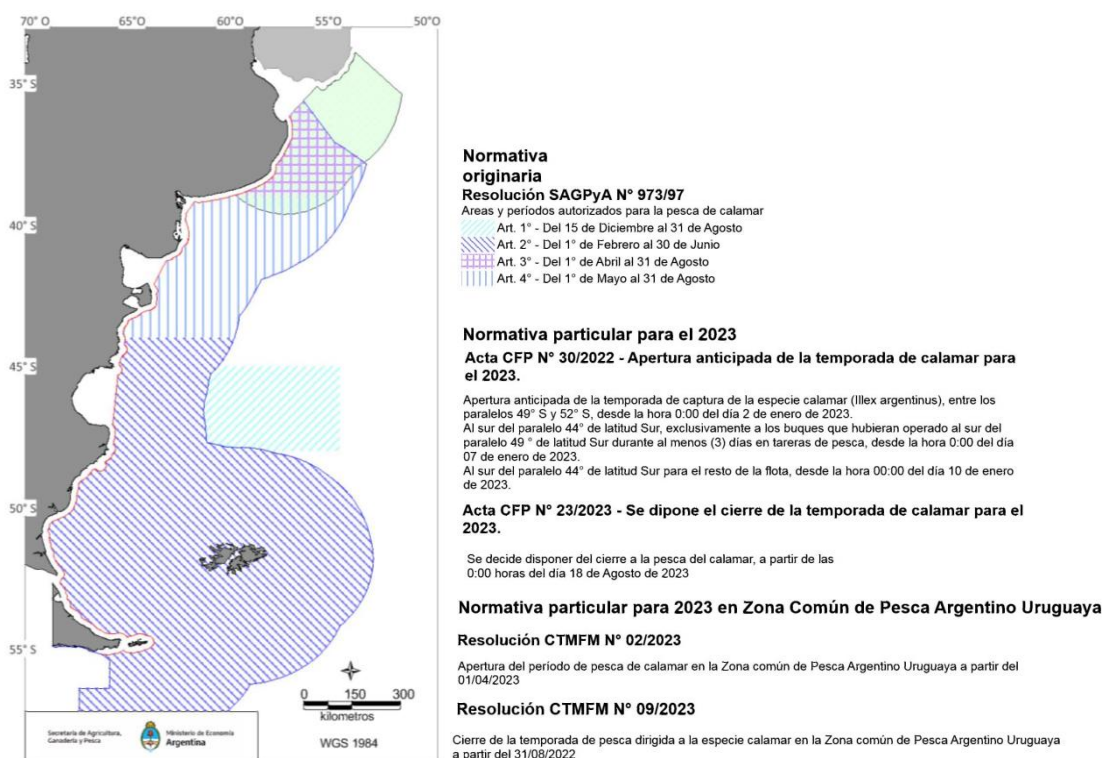 70° O 65°O 60°O 55°O 50°O
35° S
40° S
45° S
50° S
55° S
0 150 300
kilometros
WGS 1984
Secretaría de Agricultura,
Ganadería y Pesca
Ministerio de Economía
Argentina
Normativa
originaria
Resolución SAGPyA N° 973/97
Areas y períodos autorizados para la pesca de calamar
Art. 1° - Del 15 de Diciembre al 31 de Agosto
Art. 2° - Del 1° de Febrero al 30 de Junio
Art. 3° - Del 1° de Abril al 31 de Agosto
Art. 4° - Del 1° de Mayo al 31 de Agosto
Normativa particular para el 2023
Acta CFP N° 30/2022 - Apertura anticipada de la temporada de calamar para
el 2023.
Apertura anticipada de la temporada de captura de la especie calamar (Illex argentinus), entre los
paralelos 49° S y 52° S, desde la hora 0:00 del día 2 de enero de 2023.
Al sur del paralelo 44° de latitud Sur, exclusivamente a los buques que hubieran operado al sur del
paralelo 49 ° de latitud Sur durante al menos (3) días en tareras de pesca, desde la hora 0:00 del día
07 de enero de 2023.
Al sur del paralelo 44° de latitud Sur para el resto de la flota, desde la hora 00:00 del día 10 de enero
de 2023.
Acta CFP N° 23/2023 - Se dipone el cierre de la temporada de calamar para el
2023.
Se decide disponer del cierre a la pesca del calamar, a partir de las
0:00 horas del día 18 de Agosto de 2023
Normativa particular para 2023 en Zona Común de Pesca Argentino Uruguaya
Resolución CTMFM N° 02/2023
Apertura del período de pesca de calamar en la Zona común de Pesca Argentino Uruguaya a partir del
01/04/2023
Resolución CTMFM N° 09/2023
Cierre de la temporada de pesca dirigida a la especie calamar en la Zona común de Pesca Argentino Uruguaya
a partir del 31/08/2022